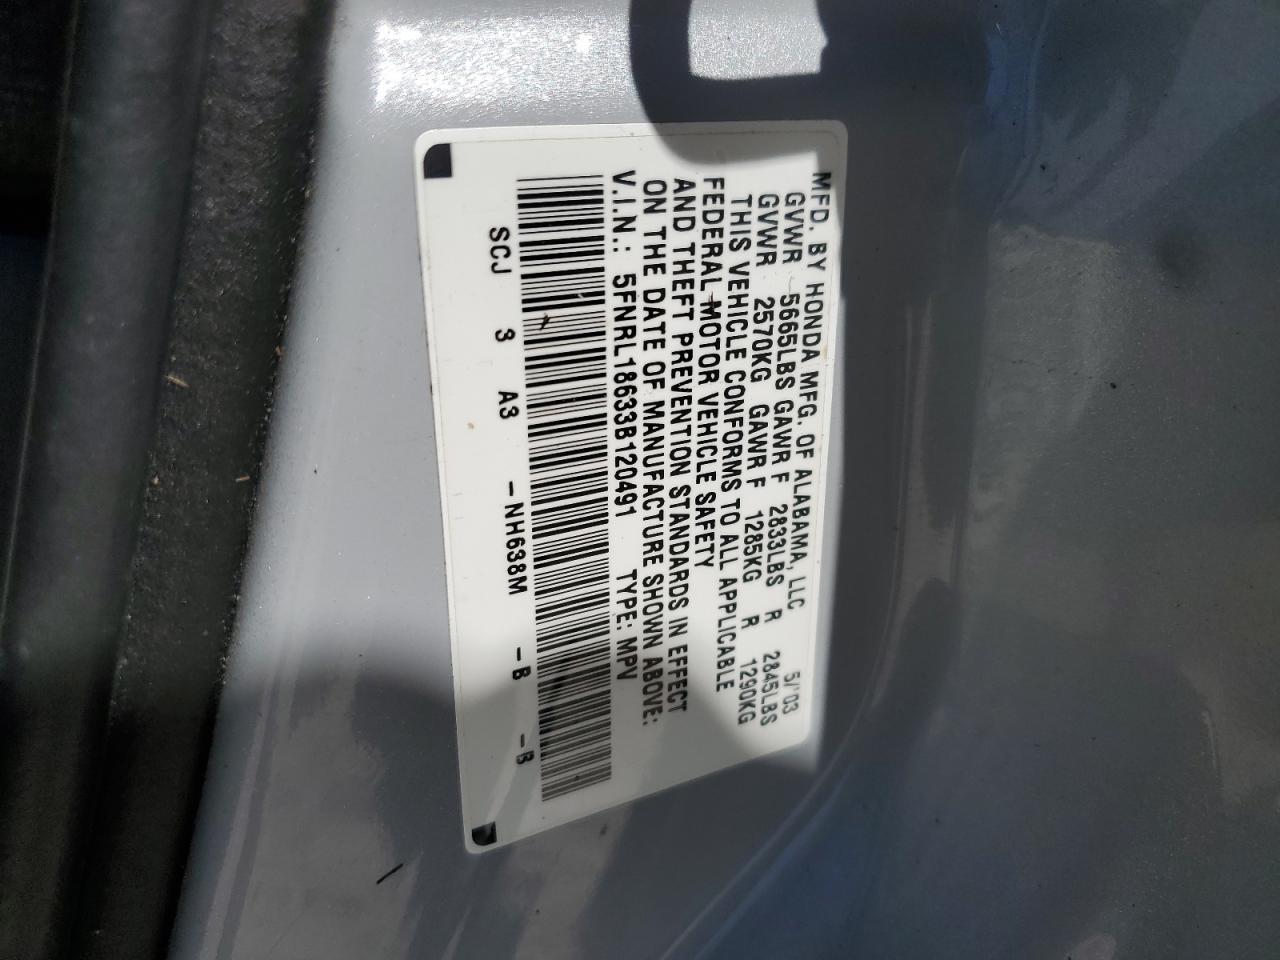 MFD. BY HONDA MFG. OF ALABAMA, LLC 5/'03
GVWR 5665LBS GAWR F 2833LBS R 2845LBS
GVWR 2570KG GAWR F 1285KG R 1290KG
THIS VEHICLE CONFORMS TO ALL APPLICABLE
FEDERAL MOTOR VEHICLE SAFETY
AND THEFT PREVENTION STANDARDS IN EFFECT
ON THE DATE OF MANUFACTURE SHOWN ABOVE:
V.I.N.: 5FNRL18633B120491 TYPE: MPV
SCJ 3 A3 -NH638M -B -B